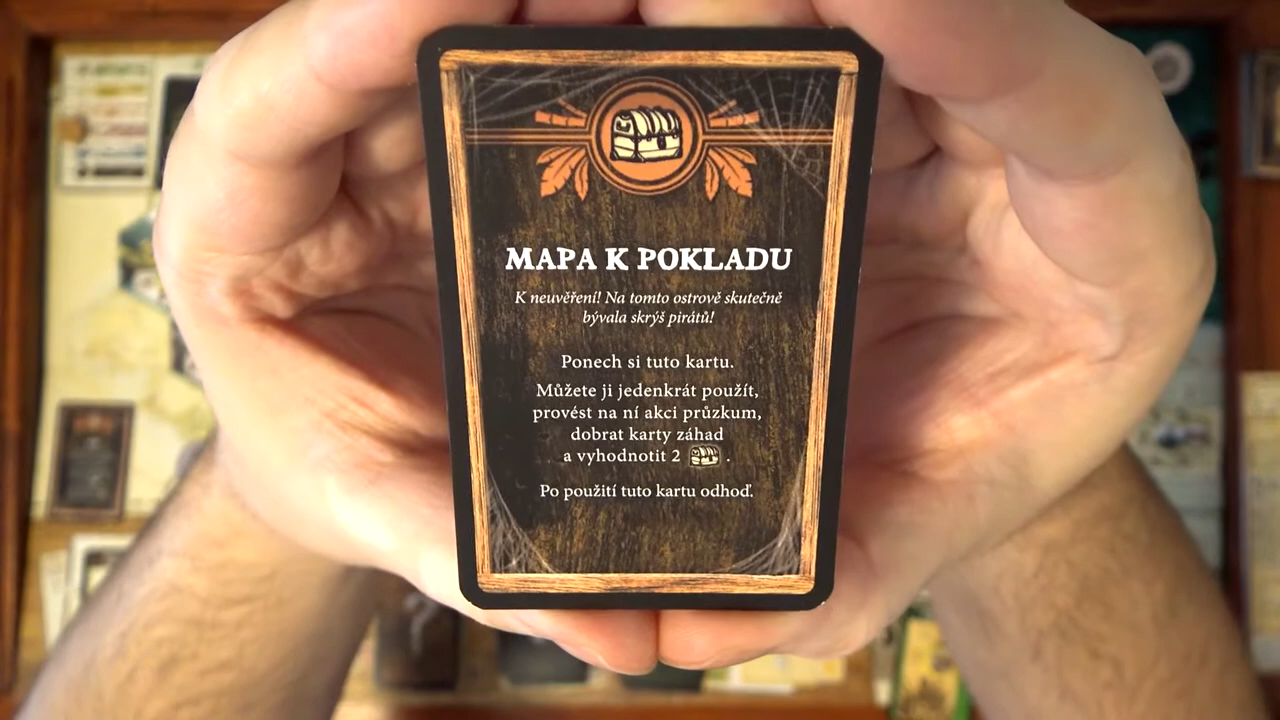 MAPA K POKLADU
K neuvěření! Na tomto ostrově skutečně
bývala skrýš pirátů!
Ponech si tuto kartu.
Můžete ji jedenkrát použít,
provést na ní akci průzkum,
dobrat karty záhad
a vyhodnotit 2 .
Po použití tuto kartu odhoď.